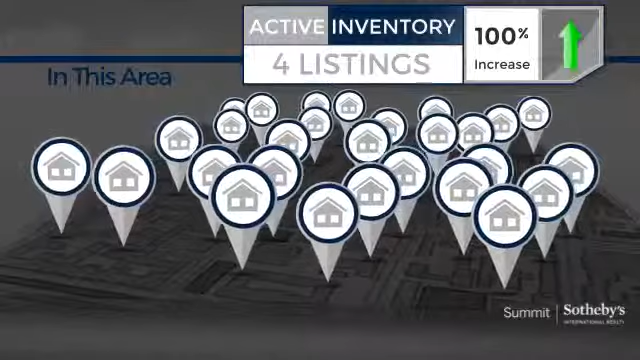 ACTIVE INVENTORY
4 LISTINGS
100%
Increase
In This Area
Summit | Sotheby's
INTERNATIONAL REALTY